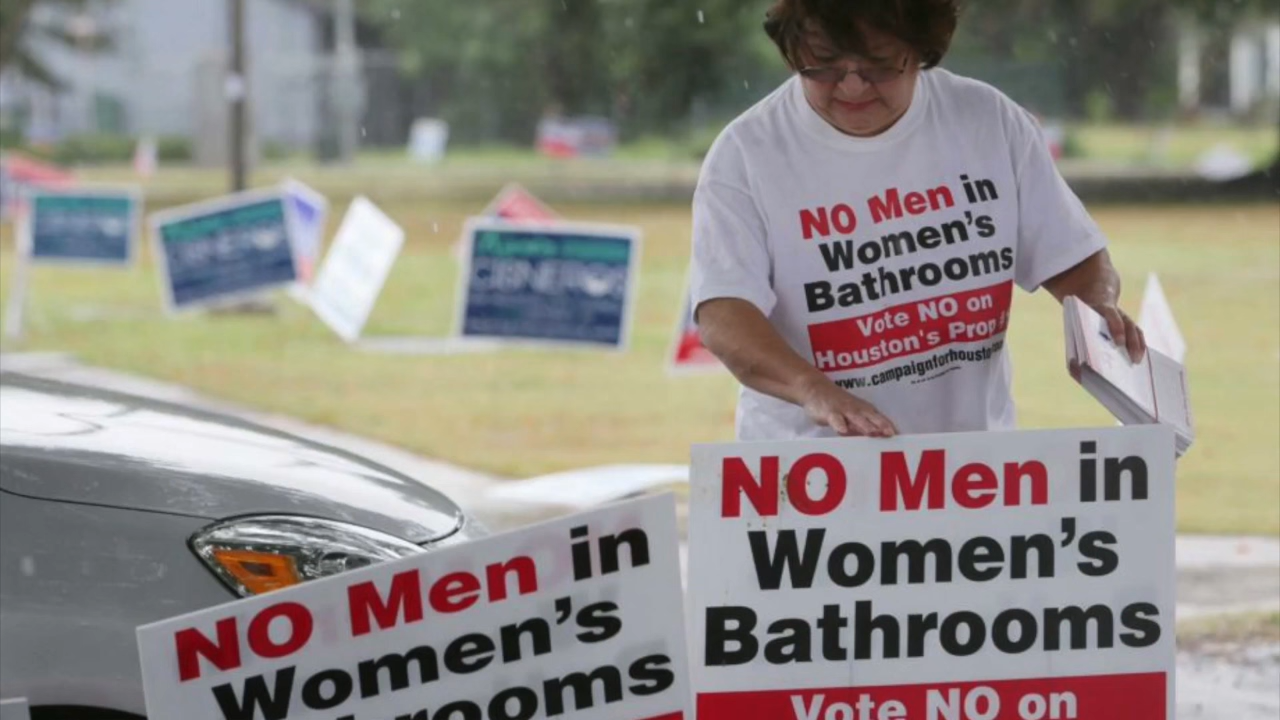 NO Men in
Women's
Bathrooms
Vote NO on
Houston's Prop
www.campaignforhouston
NO Men in
Women's
Bathrooms
Vote NO on
NO Men in
Women's
rooms